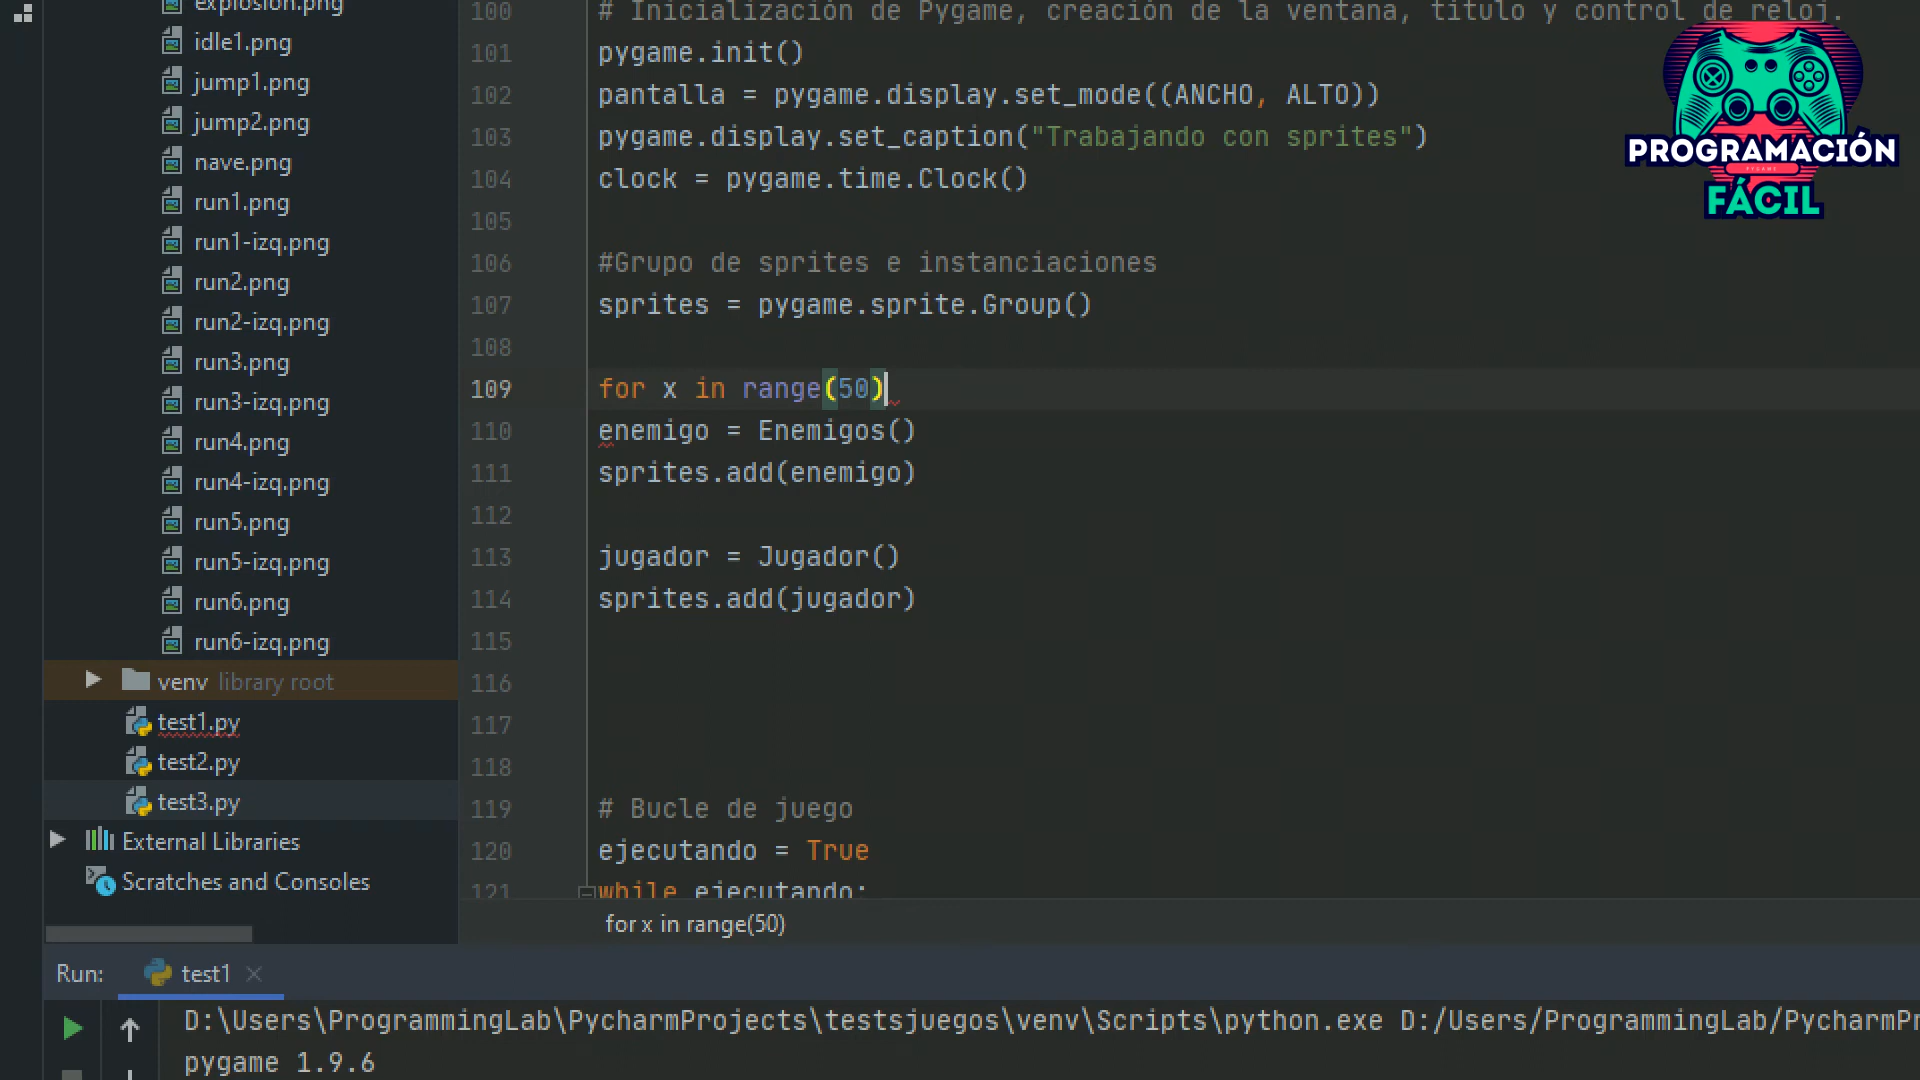 explosion.png
idle1.png
jump1.png
jump2.png
nave.png
run1.png
run1-izq.png
run2.png
run2-izq.png
run3.png
run3-izq.png
run4.png
run4-izq.png
run5.png
run5-izq.png
run6.png
run6-izq.png
venv library root
test1.py
test2.py
test3.py
External Libraries
Scratches and Consoles
100 # Inicialización de Pygame, creación de la ventana, título y control de reloj.
101 pygame.init()
102 pantalla = pygame.display.set_mode((ANCHO, ALTO))
103 pygame.display.set_caption("Trabajando con sprites")
104 clock = pygame.time.Clock()
105
106 #Grupo de sprites e instanciaciones
107 sprites = pygame.sprite.Group()
108
109 for x in range(50)
110 enemigo = Enemigos()
111 sprites.add(enemigo)
112
113 jugador = Jugador()
114 sprites.add(jugador)
115
116
117
118
119 # Bucle de juego
120 ejecutando = True
121 while ejecutando:
for x in range(50)
PROGRAMACIÓN
PYGAME
FÁCIL
Run: test1
D:\Users\ProgrammingLab\PycharmProjects\testsjuegos\venv\Scripts\python.exe D:/Users/ProgrammingLab/PycharmPr
pygame 1.9.6